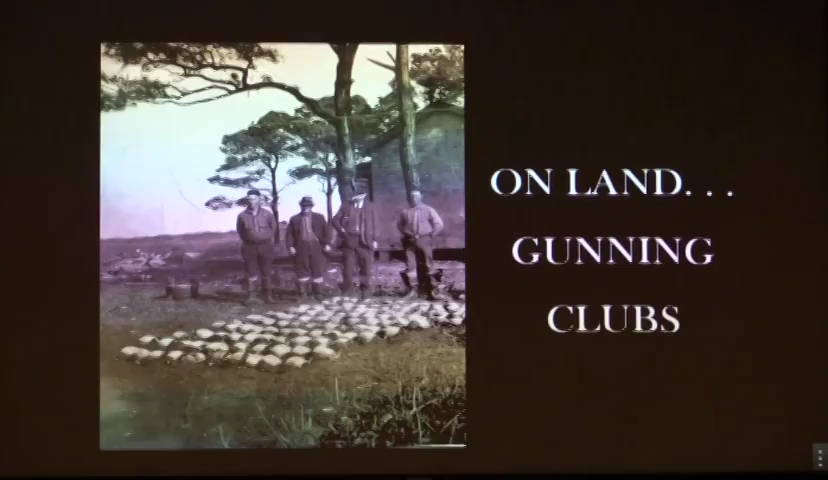 ON LAND. . .
GUNNING
CLUBS